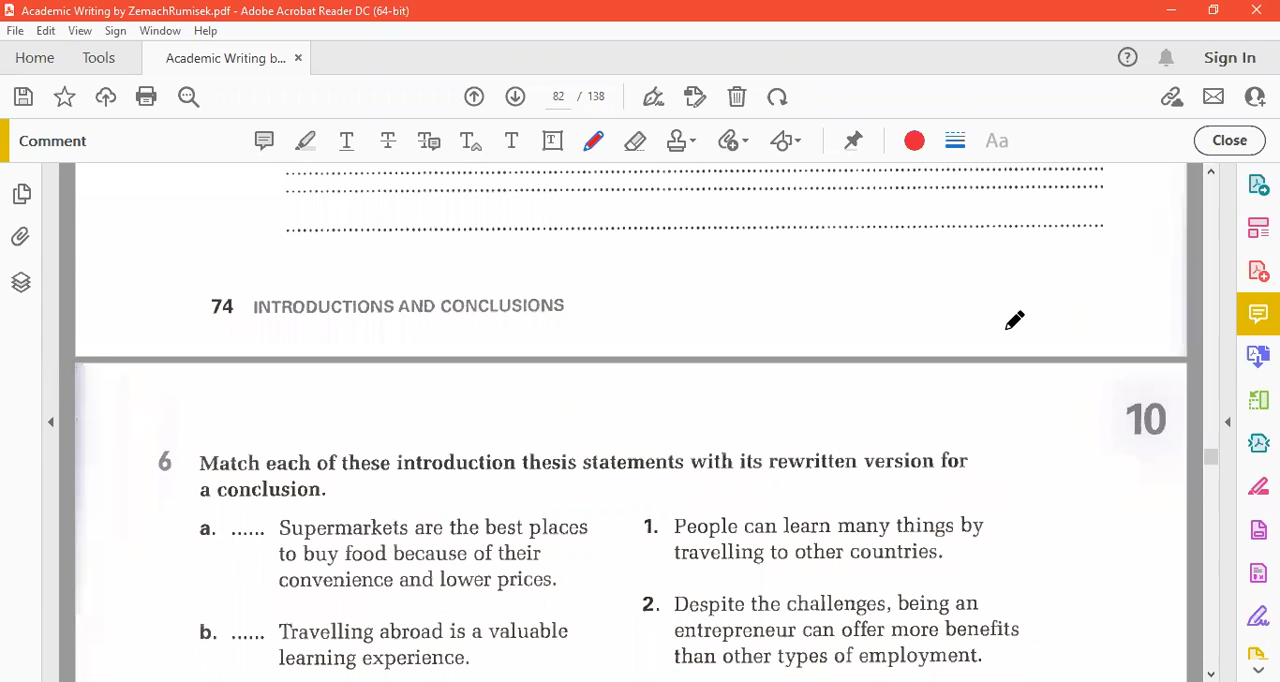 Academic Writing by ZemachRumisek.pdf - Adobe Acrobat Reader DC (64-bit)
File Edit View Sign Window Help
Home Tools Academic Writing b... × Sign In
82 / 138
Comment Aa Close
74 INTRODUCTIONS AND CONCLUSIONS
10
6 Match each of these introduction thesis statements with its rewritten version for
a conclusion.
a. ...... Supermarkets are the best places
to buy food because of their
convenience and lower prices.
b. ...... Travelling abroad is a valuable
learning experience.
1. People can learn many things by
travelling to other countries.
2. Despite the challenges, being an
entrepreneur can offer more benefits
than other types of employment.